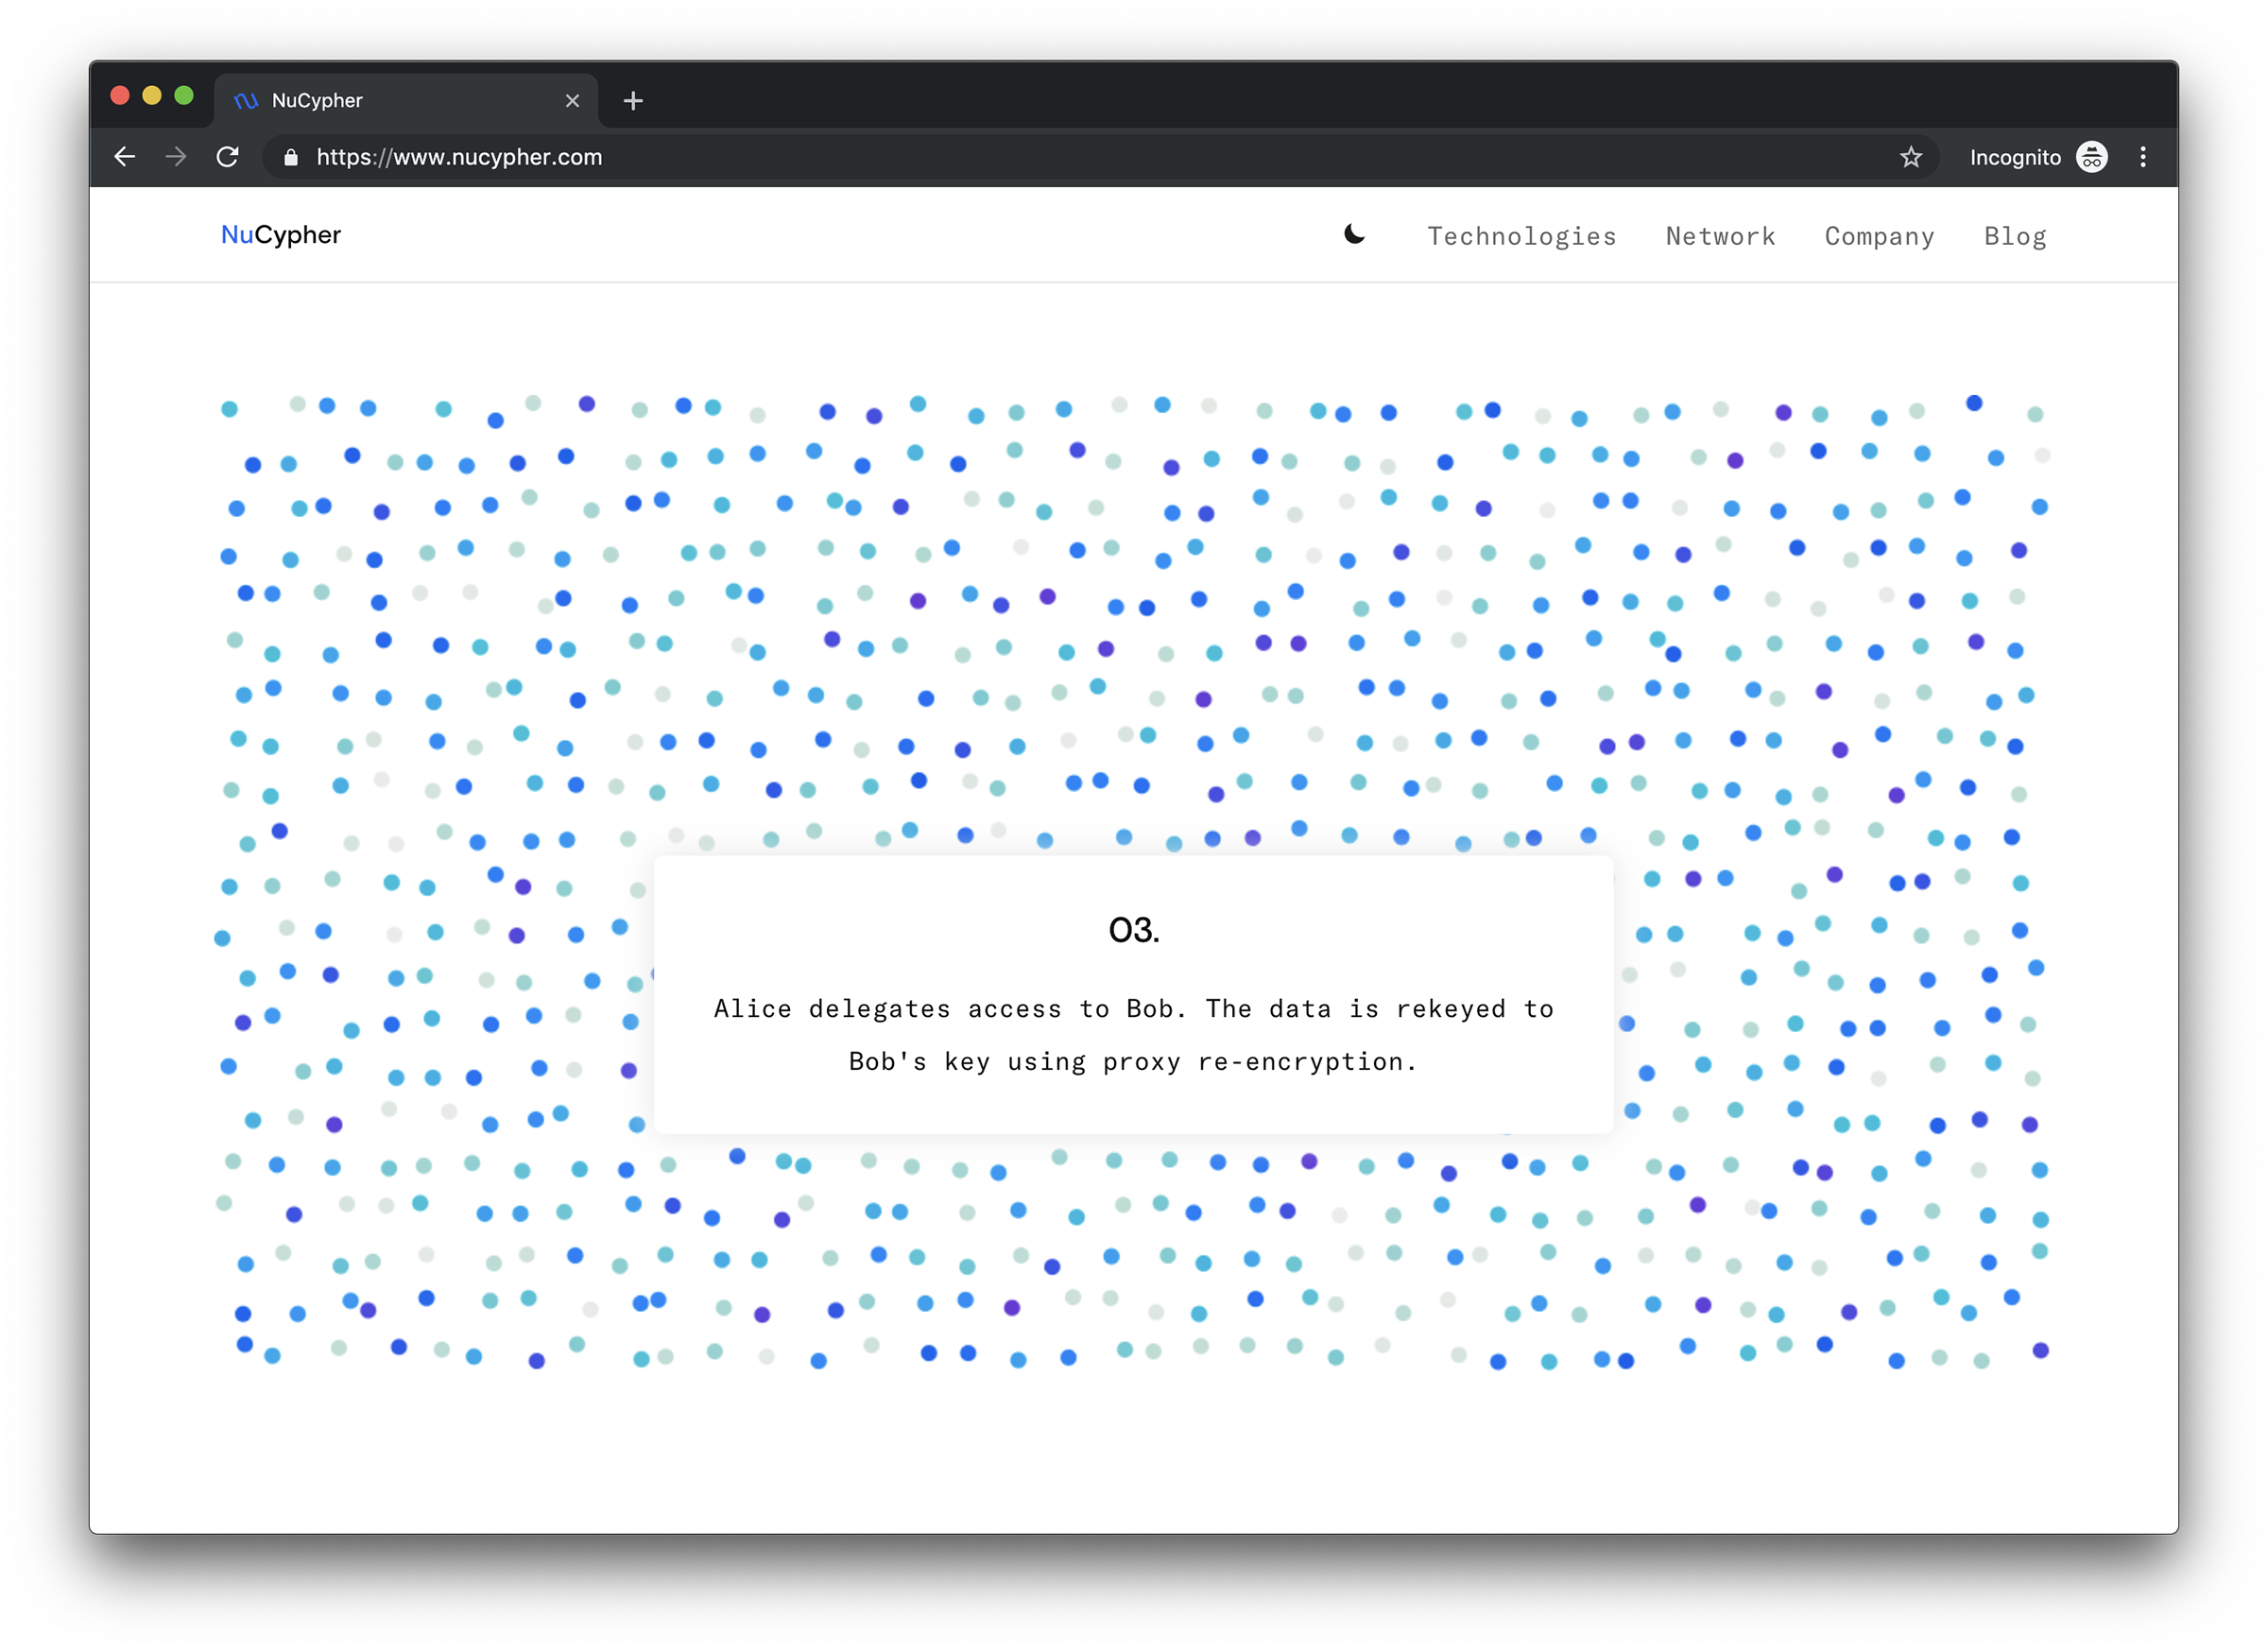 NuCypher
https://www.nucypher.com
Incognito
NuCypher
Technologies Network Company Blog
03.
Alice delegates access to Bob. The data is rekeyed to
Bob's key using proxy re-encryption.